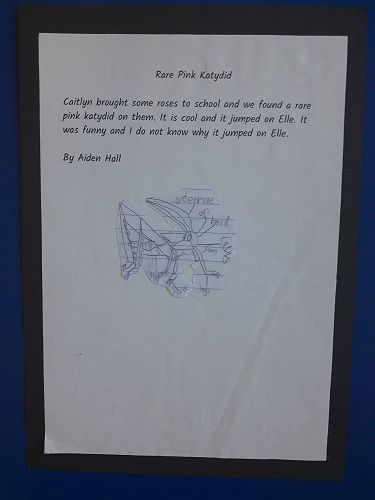 Rare Pink Katydid
Caitlyn brought some roses to school and we found a rare
pink katydid on them. It is cool and it jumped on Elle. It
was funny and I do not know why it jumped on Elle.
By Aiden Hall
antennae
head
legs